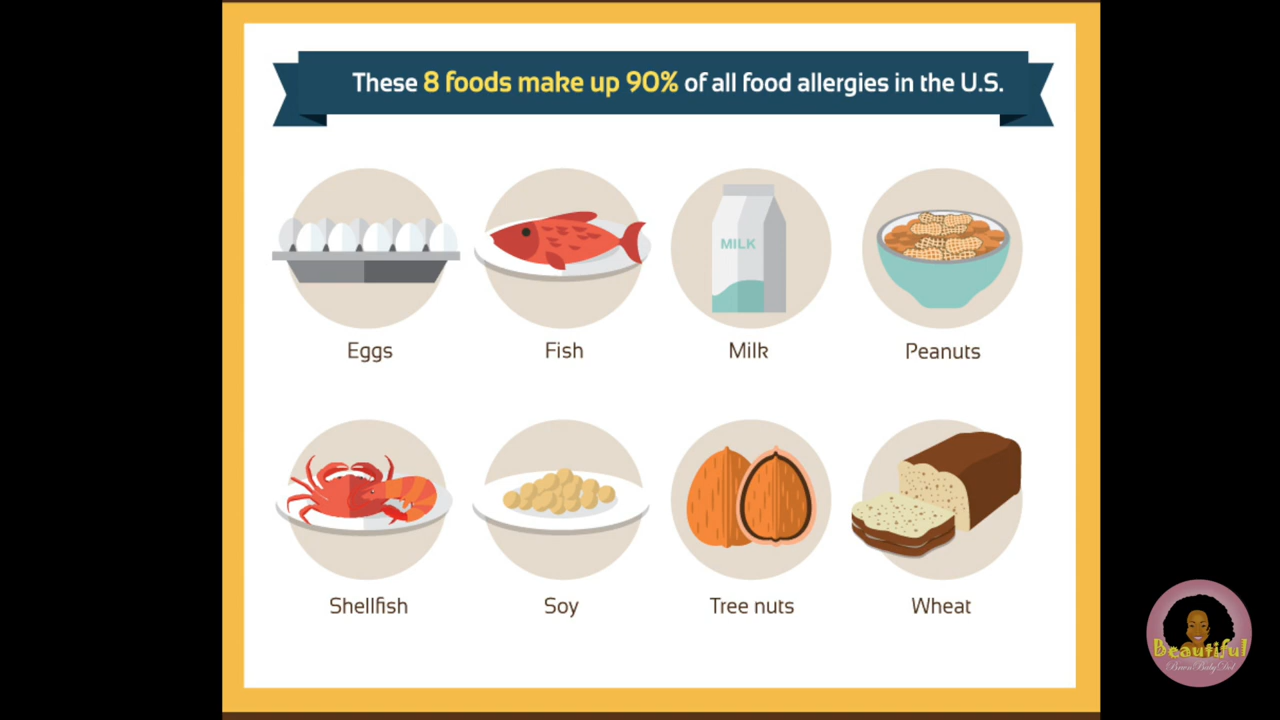 These 8 foods make up 90% of all food allergies in the U.S.
MILK
Eggs
Fish
Milk
Peanuts
Shellfish
Soy
Tree nuts
Wheat
Beautiful
BrownBabyDol